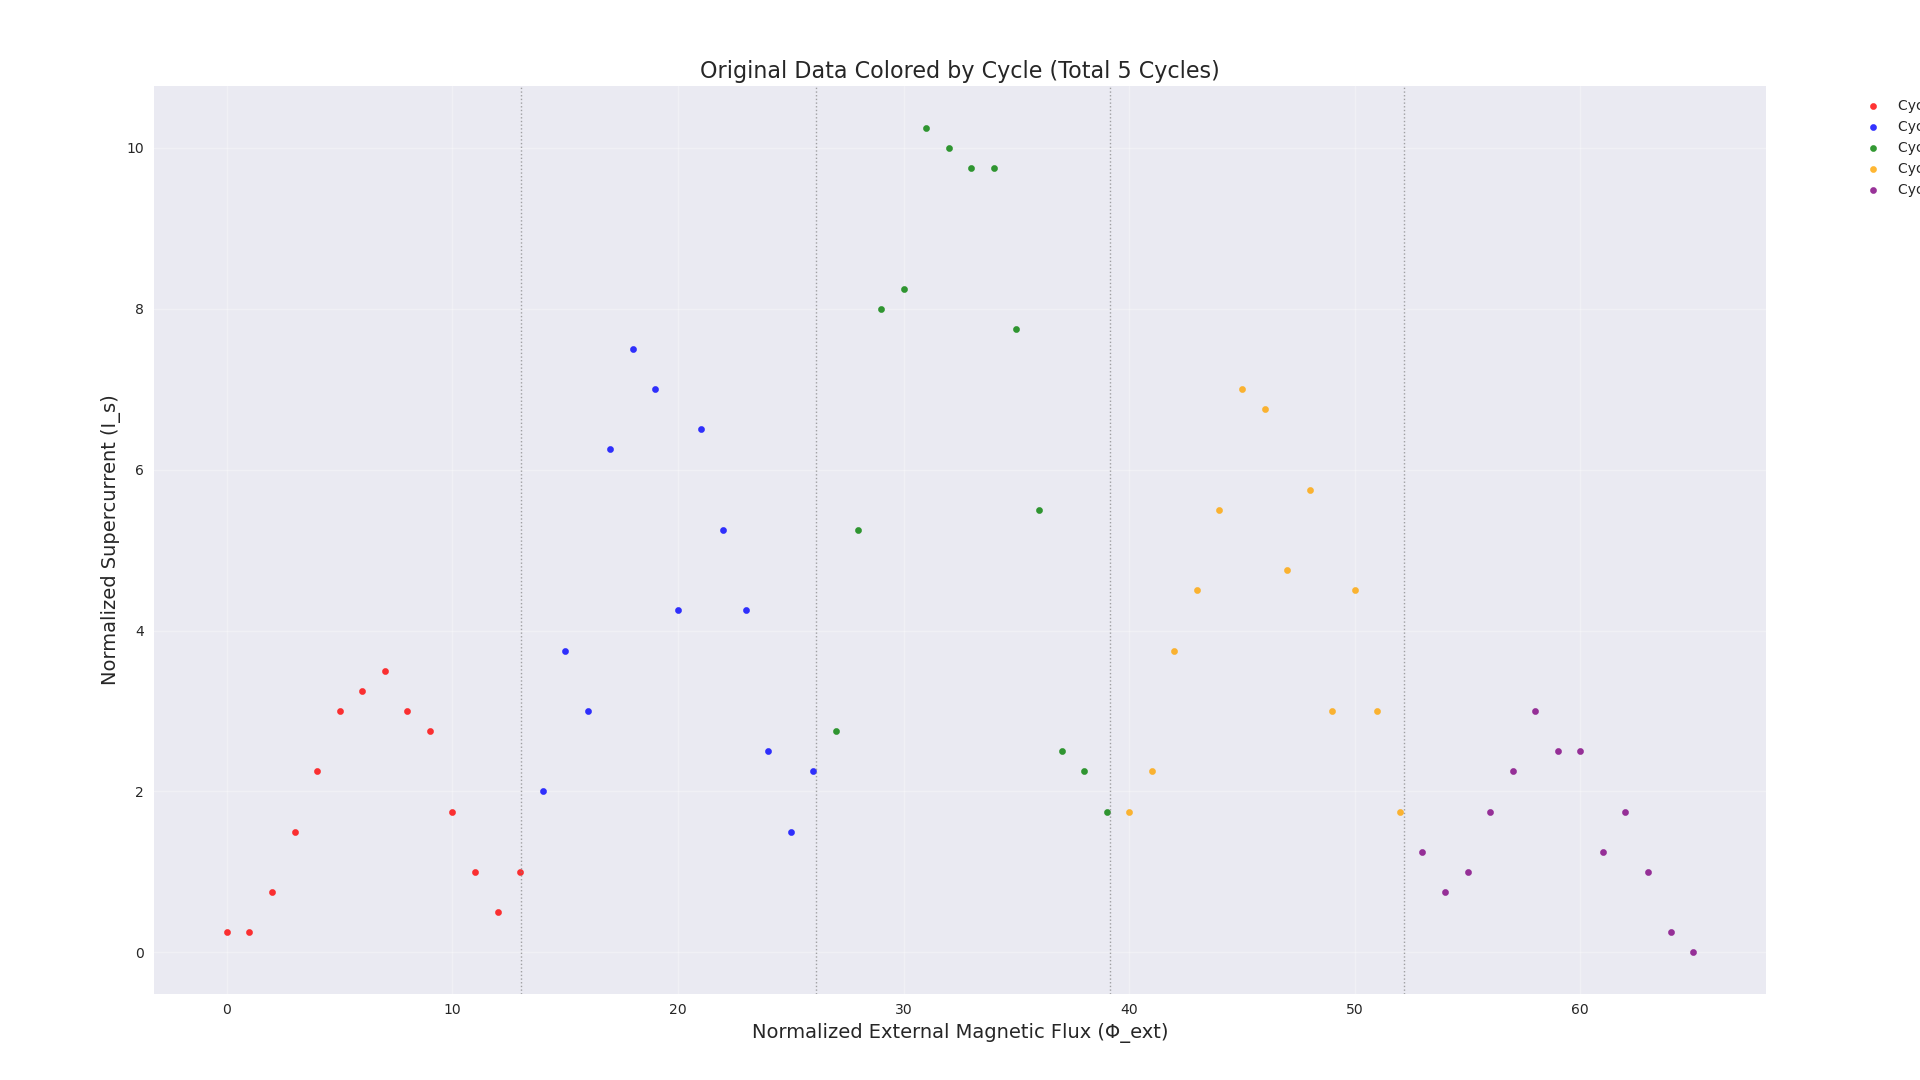 Original Data Colored by Cycle (Total 5 Cycles)
Normalized Supercurrent (I_s)
10
8
6
4
2
0
0 10 20 30 40 50 60
Normalized External Magnetic Flux (Φ_ext)
Cyc
Cyc
Cyc
Cyc
Cyc